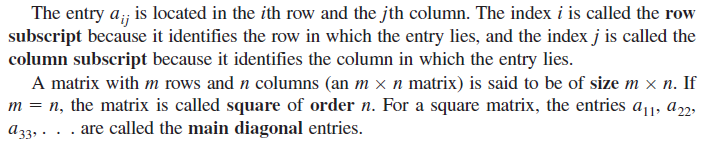 The entry aᵢⱼ is located in the ith row and the jth column. The index i is called the row
subscript because it identifies the row in which the entry lies, and the index j is called the
column subscript because it identifies the column in which the entry lies.
A matrix with m rows and n columns (an m × n matrix) is said to be of size m × n. If
m = n, the matrix is called square of order n. For a square matrix, the entries a₁₁, a₂₂,
a₃₃, . . . are called the main diagonal entries.